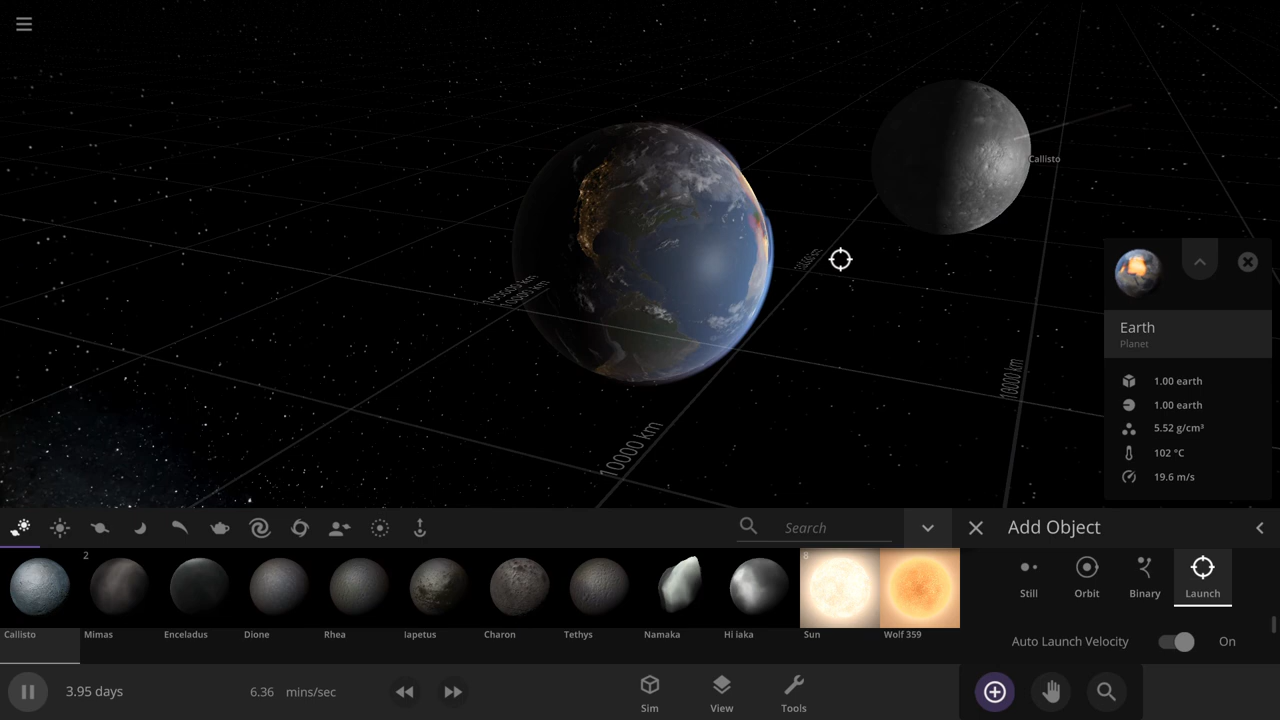 Callisto
10000 km
10000 km
10000 km
Earth
Planet
1.00 earth
1.00 earth
5.52 g/cm³
102 °C
19.6 m/s
Search
Add Object
2
8
Callisto
Mimas
Enceladus
Dione
Rhea
Iapetus
Charon
Tethys
Namaka
Hi iaka
Sun
Wolf 359
Still
Orbit
Binary
Launch
Auto Launch Velocity
On
3.95 days
6.36 mins/sec
Sim
View
Tools